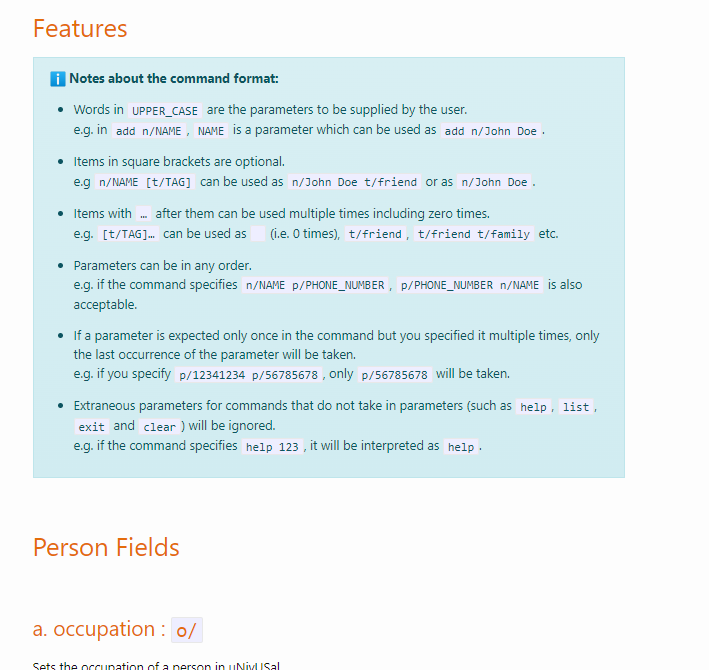 Features
Notes about the command format:
• Words in UPPER_CASE are the parameters to be supplied by the user.
e.g. in add n/NAME , NAME is a parameter which can be used as add n/John Doe .
• Items in square brackets are optional.
e.g n/NAME [t/TAG] can be used as n/John Doe t/friend or as n/John Doe .
• Items with … after them can be used multiple times including zero times.
e.g. [t/TAG]… can be used as (i.e. 0 times), t/friend , t/friend t/family etc.
• Parameters can be in any order.
e.g. if the command specifies n/NAME p/PHONE_NUMBER , p/PHONE_NUMBER n/NAME is also
acceptable.
• If a parameter is expected only once in the command but you specified it multiple times, only
the last occurrence of the parameter will be taken.
e.g. if you specify p/12341234 p/56785678 , only p/56785678 will be taken.
• Extraneous parameters for commands that do not take in parameters (such as help , list ,
exit and clear ) will be ignored.
e.g. if the command specifies help 123 , it will be interpreted as help .
Person Fields
a. occupation : o/
Sets the occupation of a person in uNivUSal